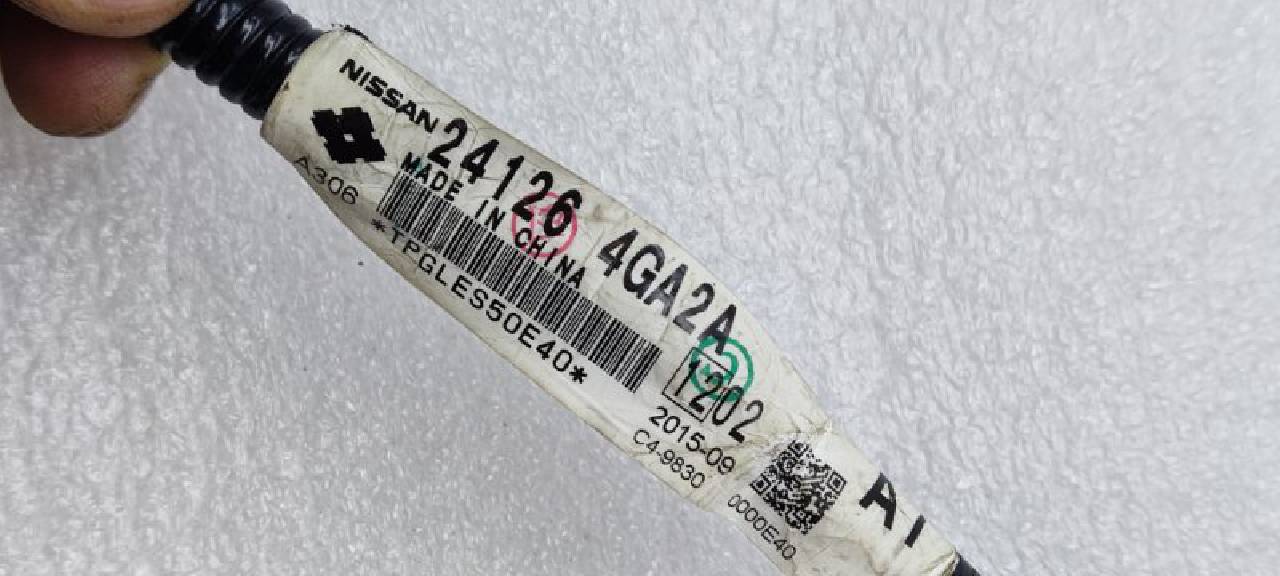 NISSAN
24126 4GA2A
MADE IN CHINA
A306
*TPGLES50E40*
1202
2015-09
C4-9830
0000E40
A I